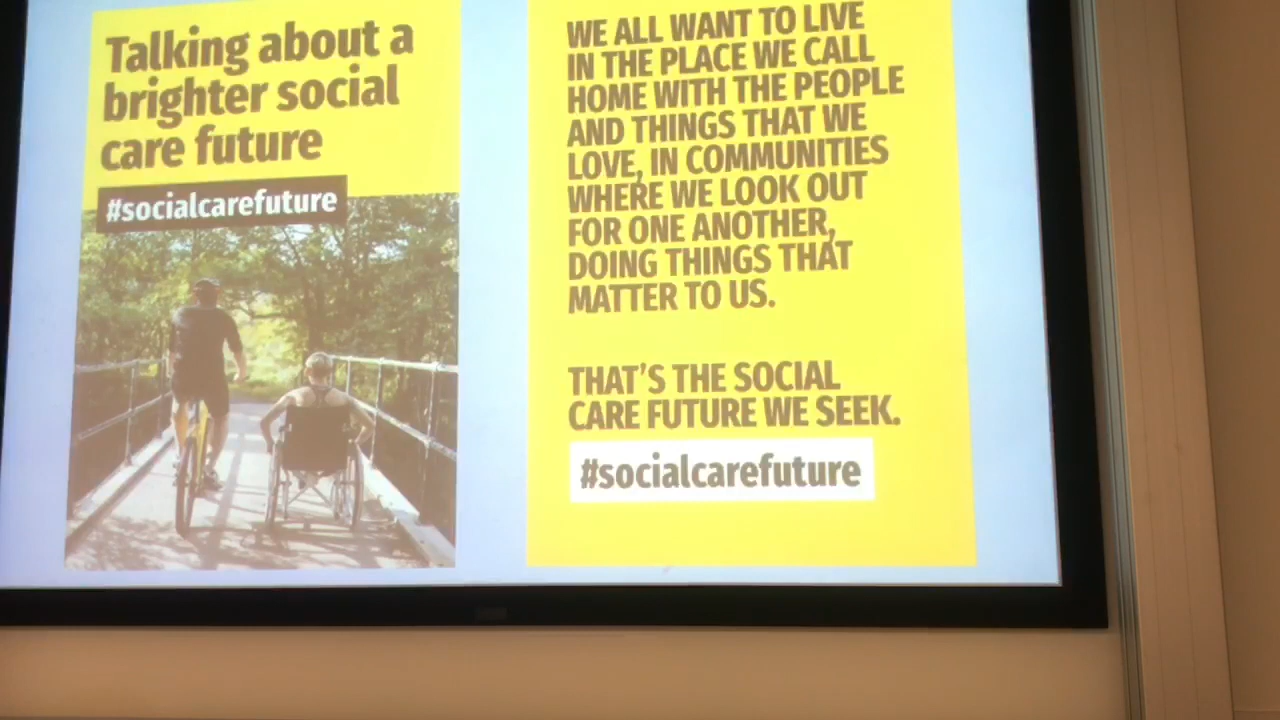 Talking about a
brighter social
care future
#socialcarefuture
WE ALL WANT TO LIVE
IN THE PLACE WE CALL
HOME WITH THE PEOPLE
AND THINGS THAT WE
LOVE, IN COMMUNITIES
WHERE WE LOOK OUT
FOR ONE ANOTHER,
DOING THINGS THAT
MATTER TO US.
THAT'S THE SOCIAL
CARE FUTURE WE SEEK.
#socialcarefuture